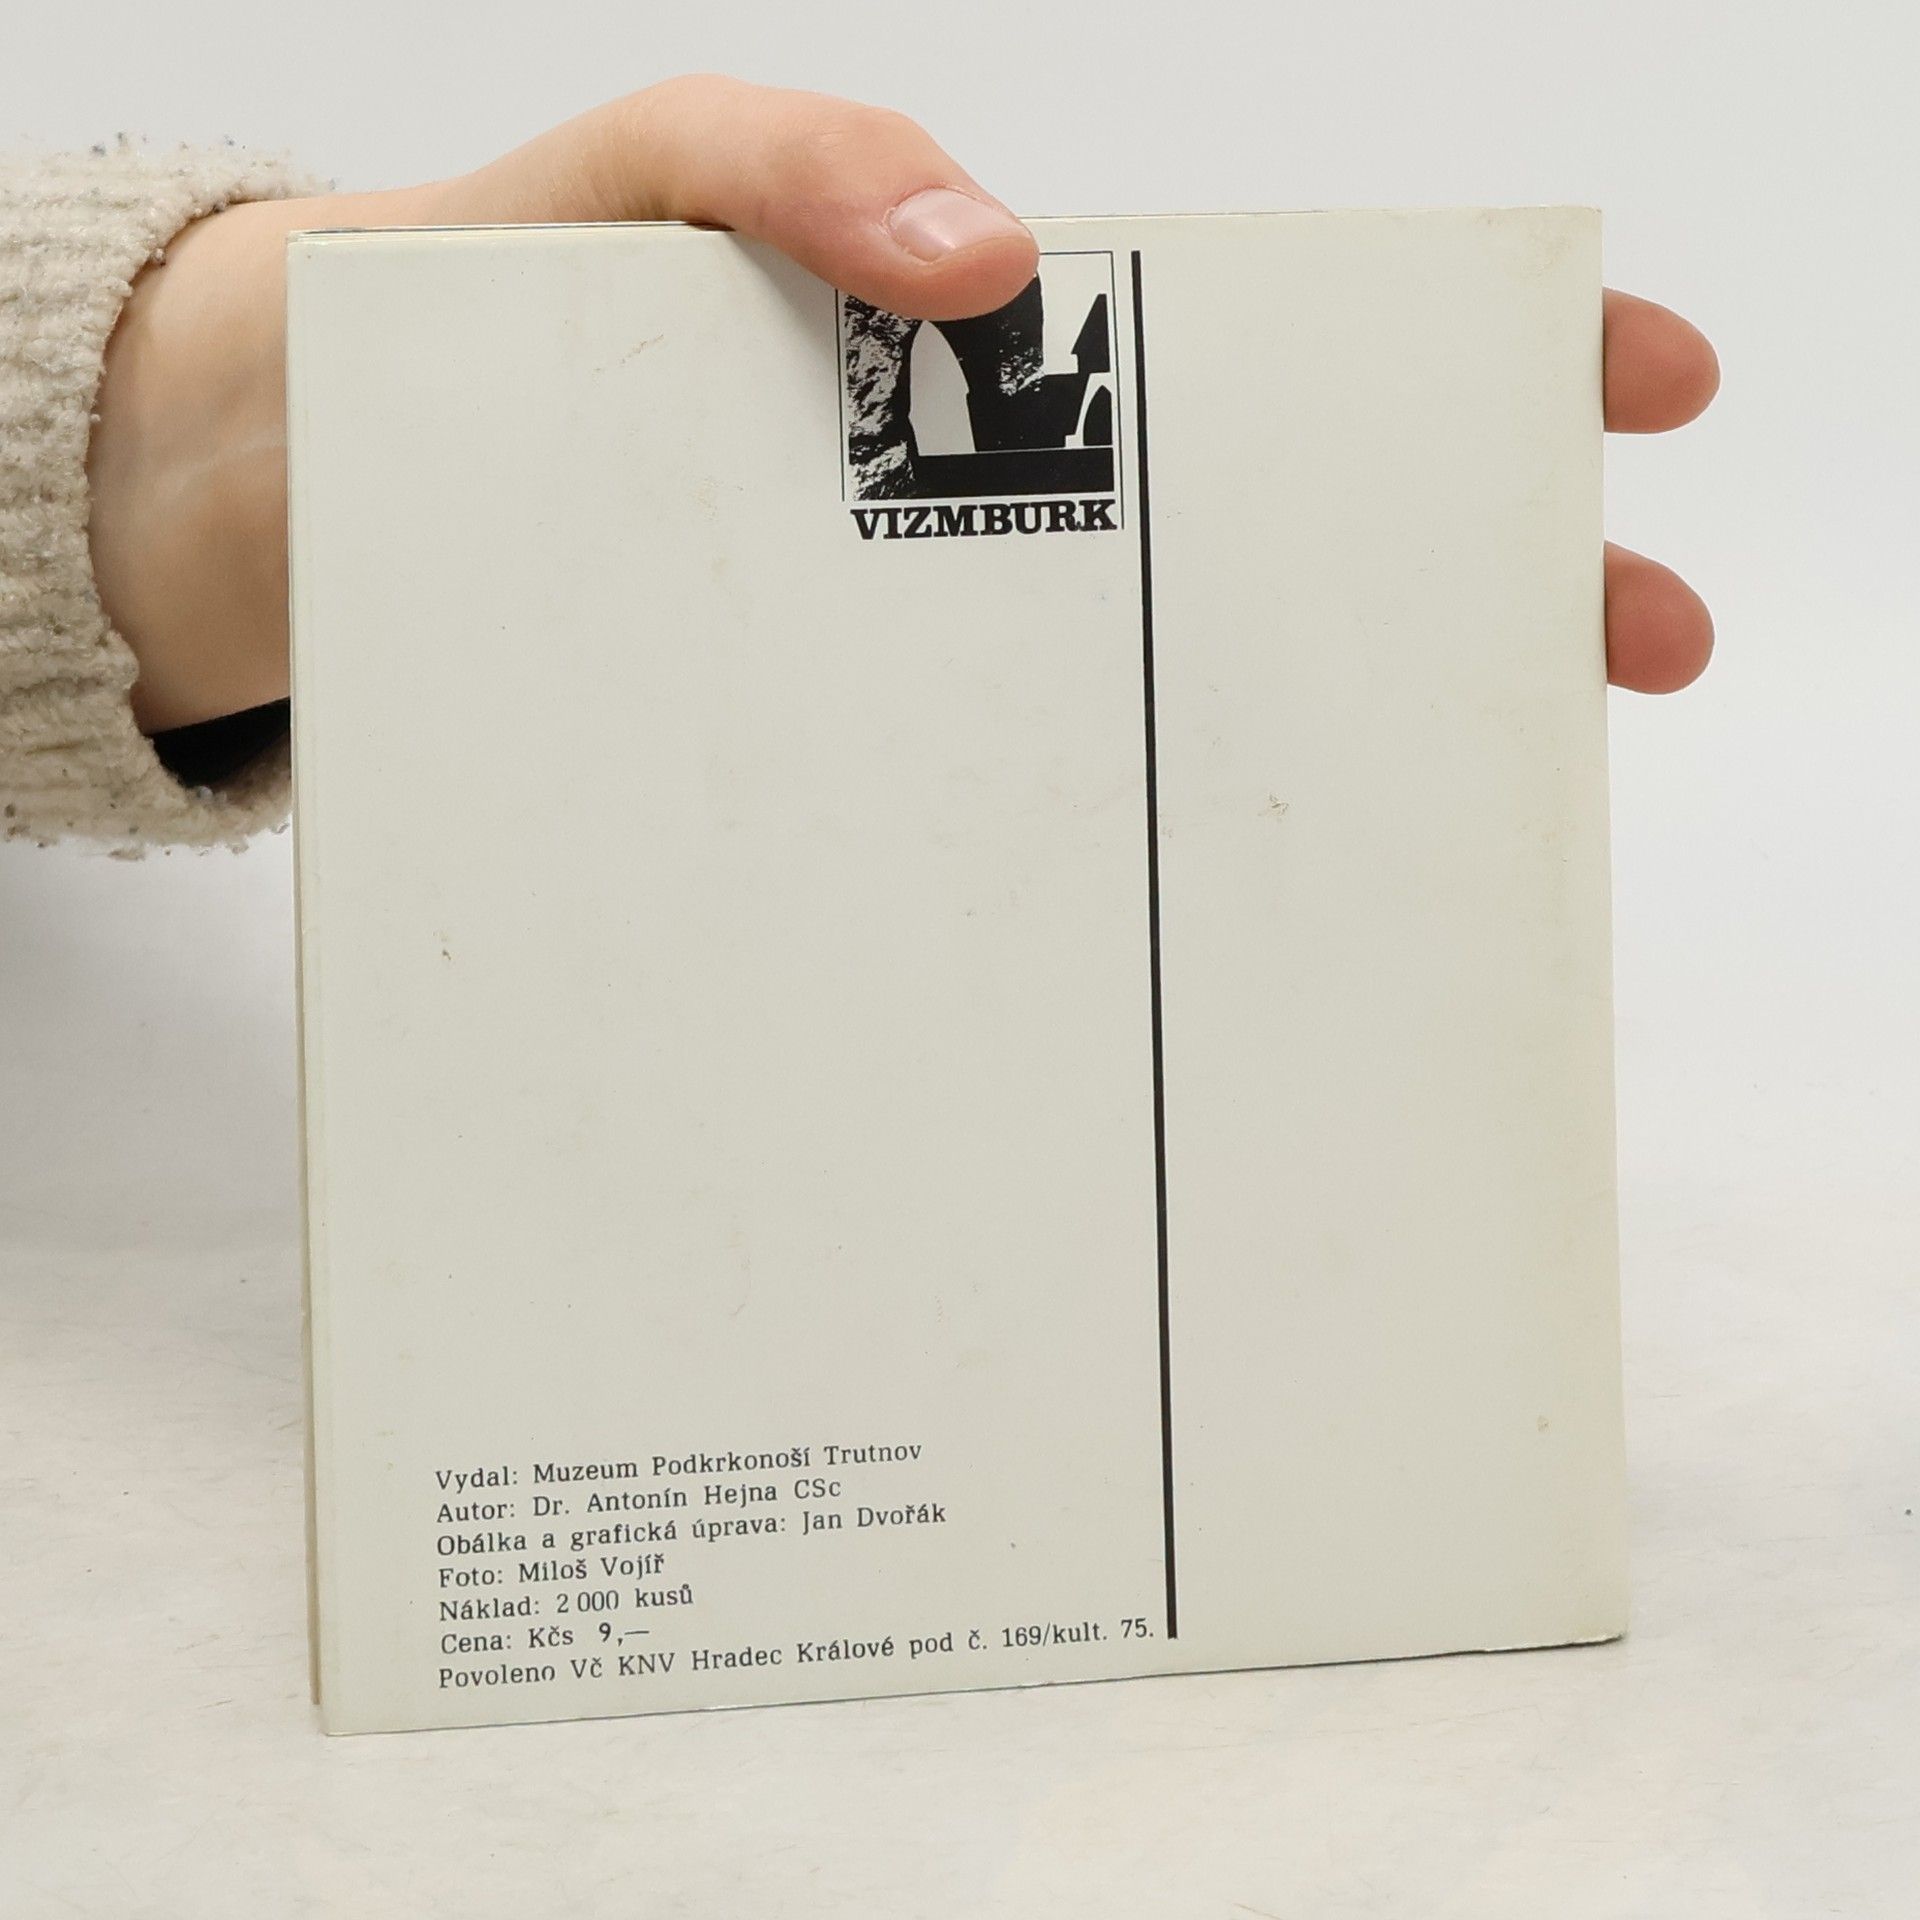 VIZMBURK
Vydal: Muzeum Podkrkonoší Trutnov
Autor: Dr. Antonín Hejna CSc
Obálka a grafická úprava: Jan Dvořák
Foto: Miloš Vojíř
Náklad: 2 000 kusů
Cena: Kčs 9,—
Povoleno Vč KNV Hradec Králové pod č. 169/kult. 75.